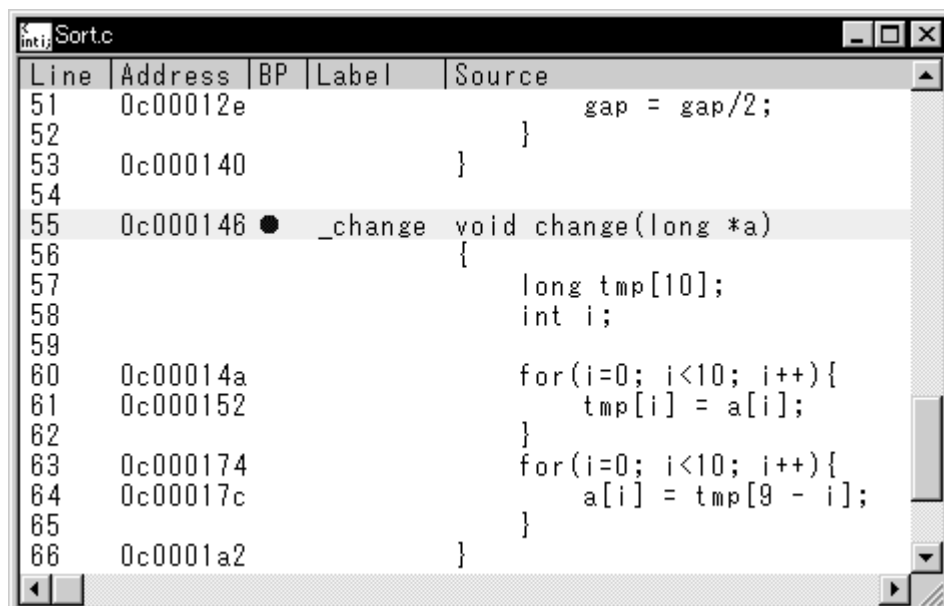 int i; Sort.c
Line Address BP Label Source
51 0c00012e gap = gap/2;
52 }
53 0c000140 }
54
55 0c000146 ● _change void change(long *a)
56 {
57 long tmp[10];
58 int i;
59
60 0c00014a for(i=0; i<10; i++){
61 0c000152 tmp[i] = a[i];
62 }
63 0c000174 for(i=0; i<10; i++){
64 0c00017c a[i] = tmp[9 - i];
65 }
66 0c0001a2 }